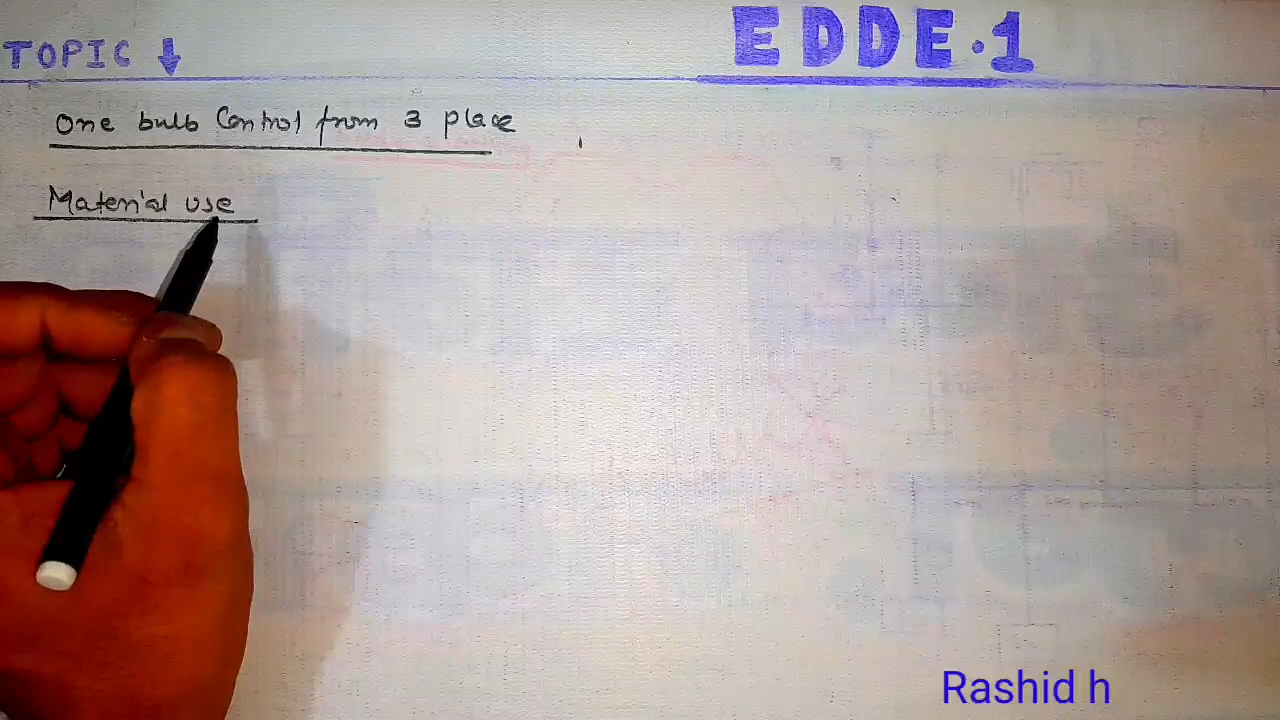 TOPIC ↓
EDDE.1
One bulb Control from 3 place
Material use
Rashid h